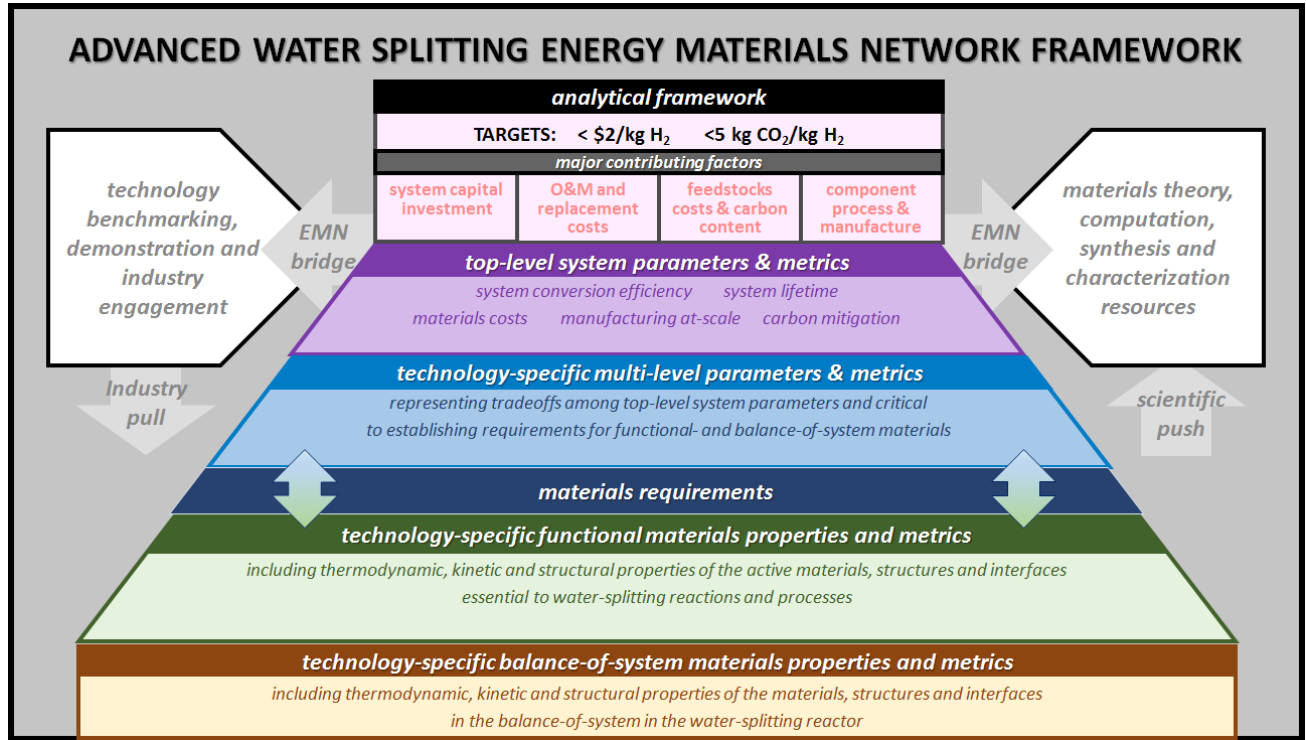 ADVANCED WATER SPLITTING ENERGY MATERIALS NETWORK FRAMEWORK
analytical framework
TARGETS: < $2/kg H₂ <5 kg CO₂/kg H₂
major contributing factors
system capital
investment
O&M and
replacement
costs
feedstocks
costs & carbon
content
component
process &
manufacture
technology
benchmarking,
demonstration and
industry
engagement
EMN
bridge
EMN
bridge
materials theory,
computation,
synthesis and
characterization
resources
top-level system parameters & metrics
system conversion efficiency system lifetime
materials costs manufacturing at-scale carbon mitigation
Industry
pull
scientific
push
technology-specific multi-level parameters & metrics
representing tradeoffs among top-level system parameters and critical
to establishing requirements for functional- and balance-of-system materials
materials requirements
technology-specific functional materials properties and metrics
including thermodynamic, kinetic and structural properties of the active materials, structures and interfaces
essential to water-splitting reactions and processes
technology-specific balance-of-system materials properties and metrics
including thermodynamic, kinetic and structural properties of the materials, structures and interfaces
in the balance-of-system in the water-splitting reactor